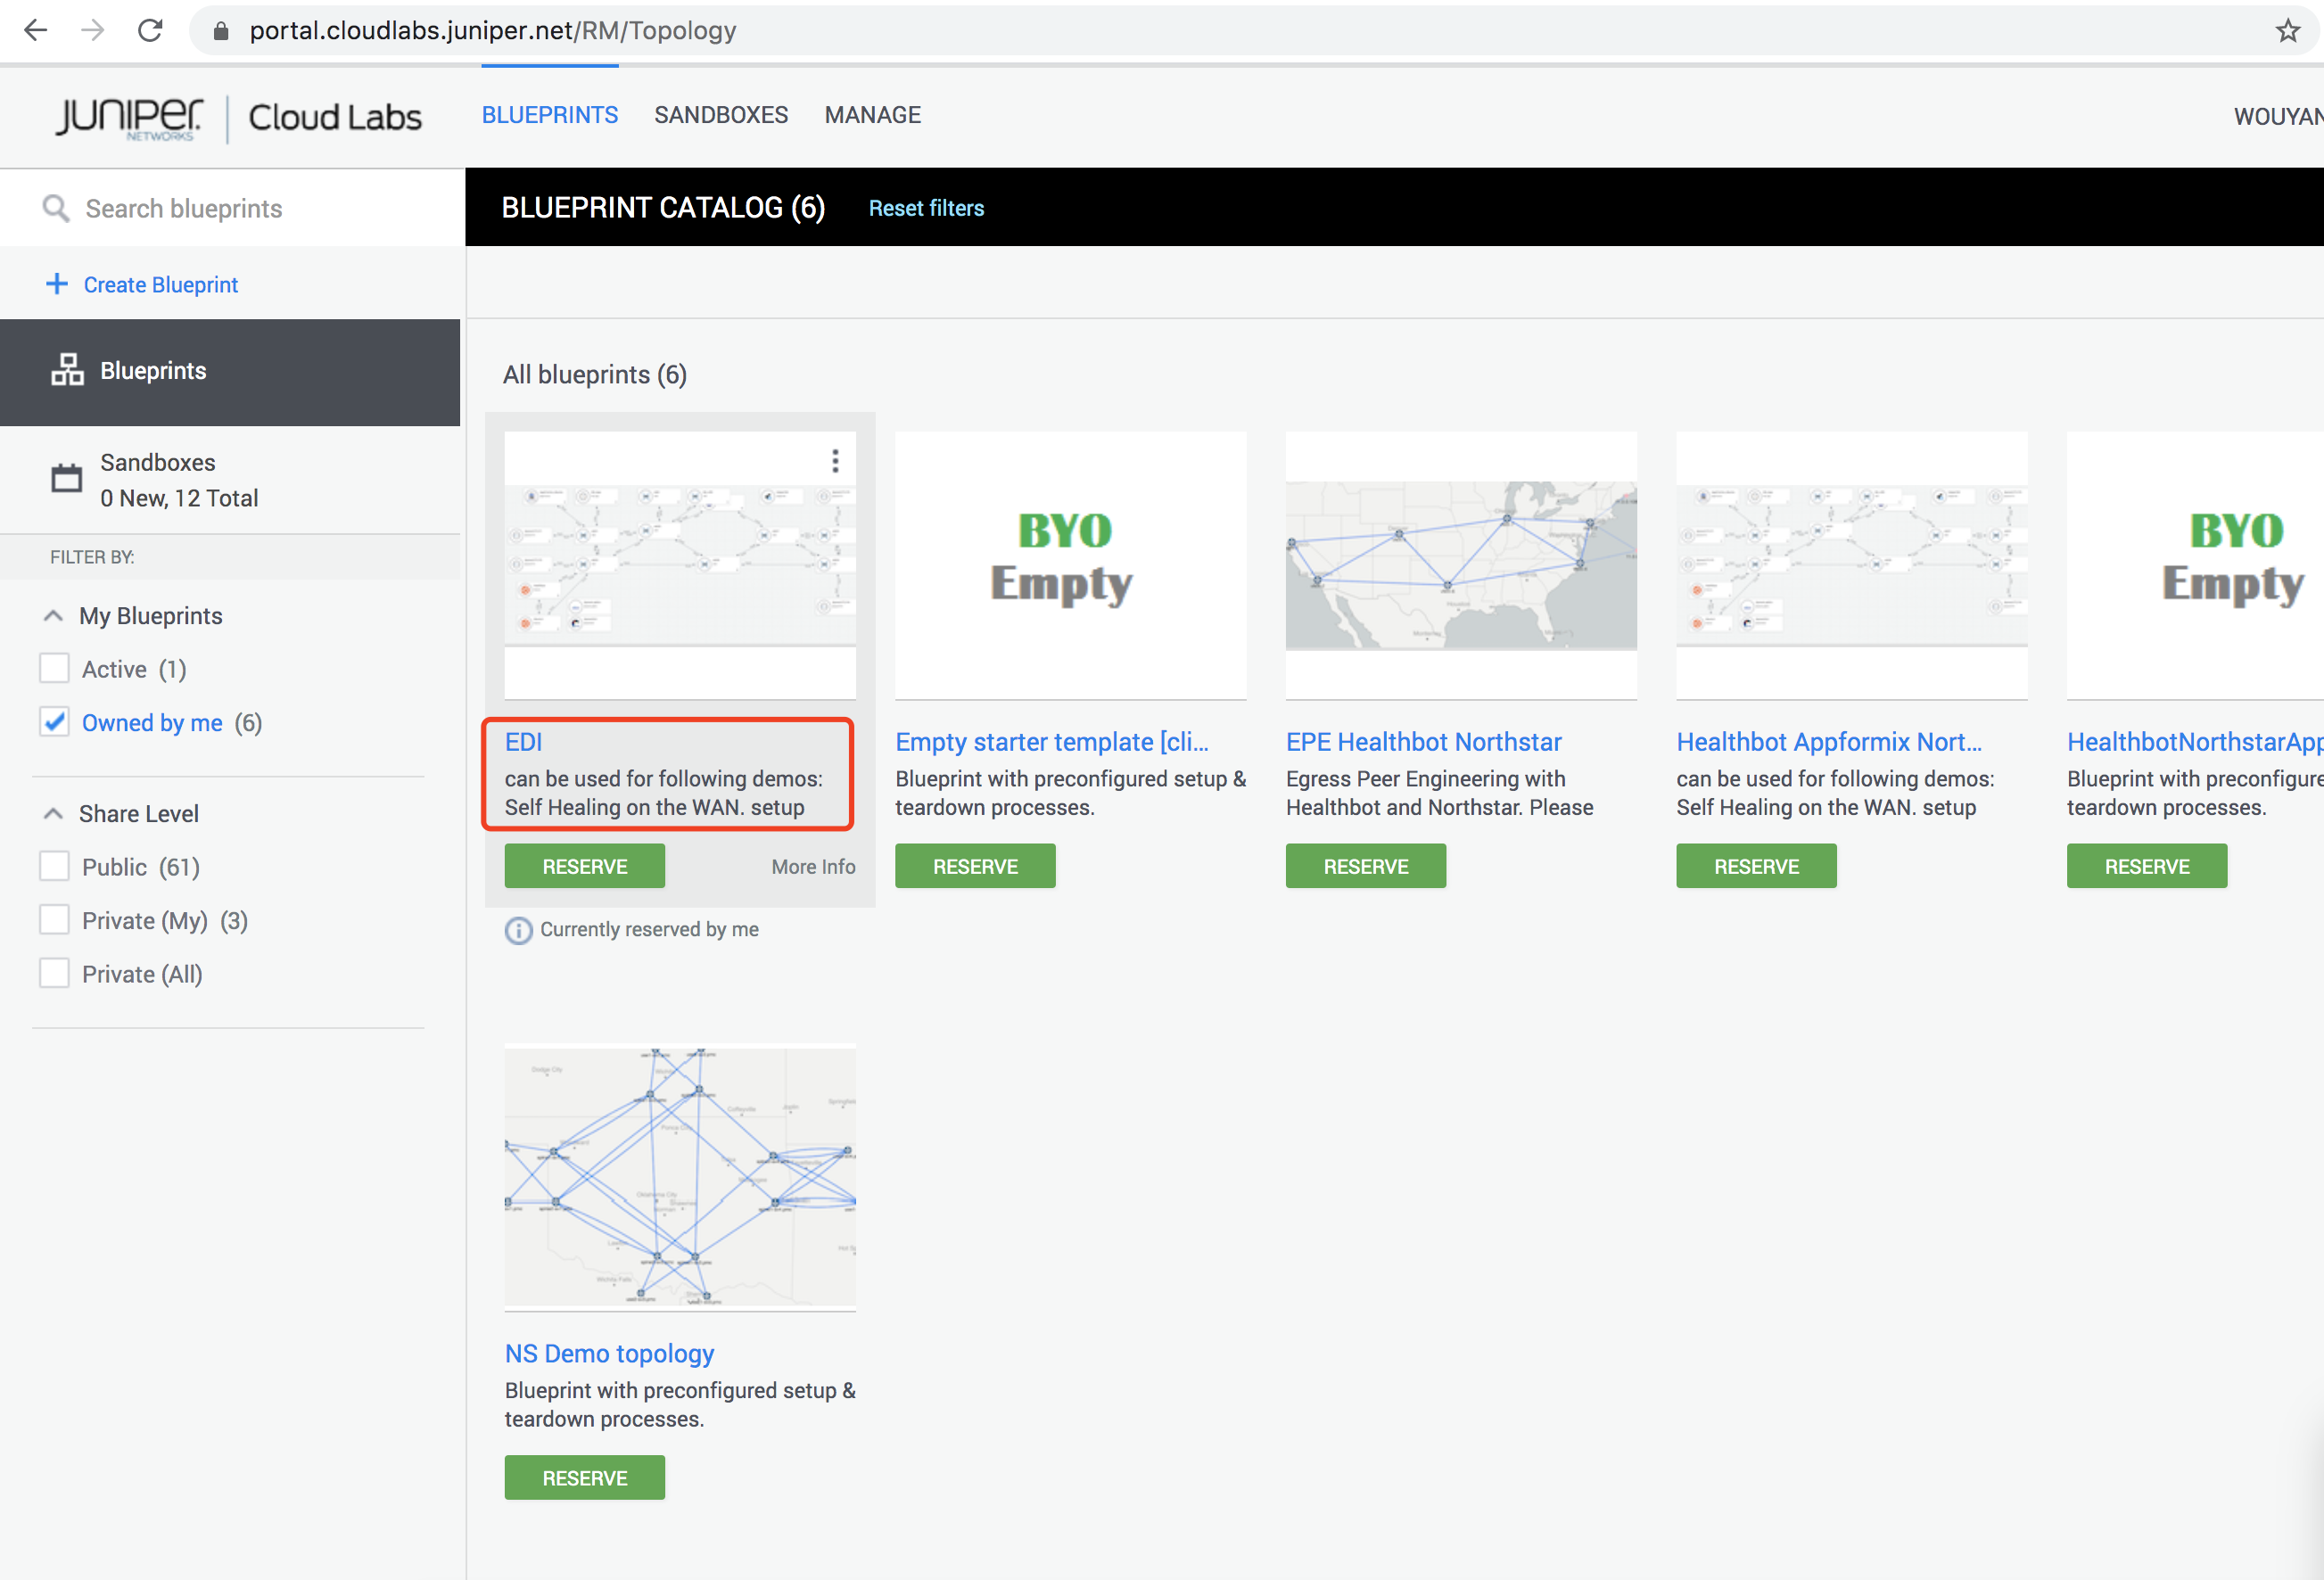 portal.cloudlabs.juniper.net/RM/Topology
JUNIPER NETWORKS | Cloud Labs
BLUEPRINTS SANDBOXES MANAGE
WOUYAN
Search blueprints
BLUEPRINT CATALOG (6) Reset filters
+ Create Blueprint
Blueprints
Sandboxes
0 New, 12 Total
FILTER BY:
My Blueprints
Active (1)
Owned by me (6)
Share Level
Public (61)
Private (My) (3)
Private (All)
All blueprints (6)
EDI
can be used for following demos:
Self Healing on the WAN. setup
RESERVE More Info
Currently reserved by me
BYO
Empty
Empty starter template [cli...
Blueprint with preconfigured setup &
teardown processes.
RESERVE
EPE Healthbot Northstar
Egress Peer Engineering with
Healthbot and Northstar. Please
RESERVE
Healthbot Appformix Nort...
can be used for following demos:
Self Healing on the WAN. setup
RESERVE
BYO
Empty
HealthbotNorthstarApp
Blueprint with preconfigure
teardown processes.
RESERVE
NS Demo topology
Blueprint with preconfigured setup &
teardown processes.
RESERVE